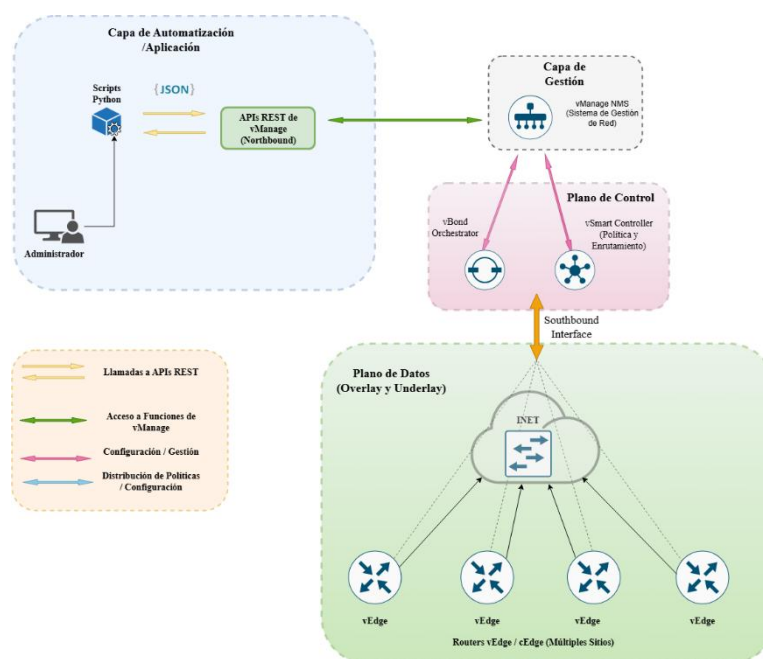 Capa de Automatización
/Aplicación
Scripts
Python
{JSON}
APIs REST de
vManage
(Northbound)
Administrador
Capa de
Gestión
vManage NMS
(Sistema de Gestión
de Red)
Plano de Control
vBond
Orchestrator
vSmart Controller
(Política y
Enrutamiento)
Southbound
Interface
Llamadas a APIs REST
Acceso a Funciones de
vManage
Configuración / Gestión
Distribución de Políticas
/ Configuración
Plano de Datos
(Overlay y Underlay)
INET
vEdge
vEdge
vEdge
vEdge
Routers vEdge / cEdge (Múltiples Sitios)